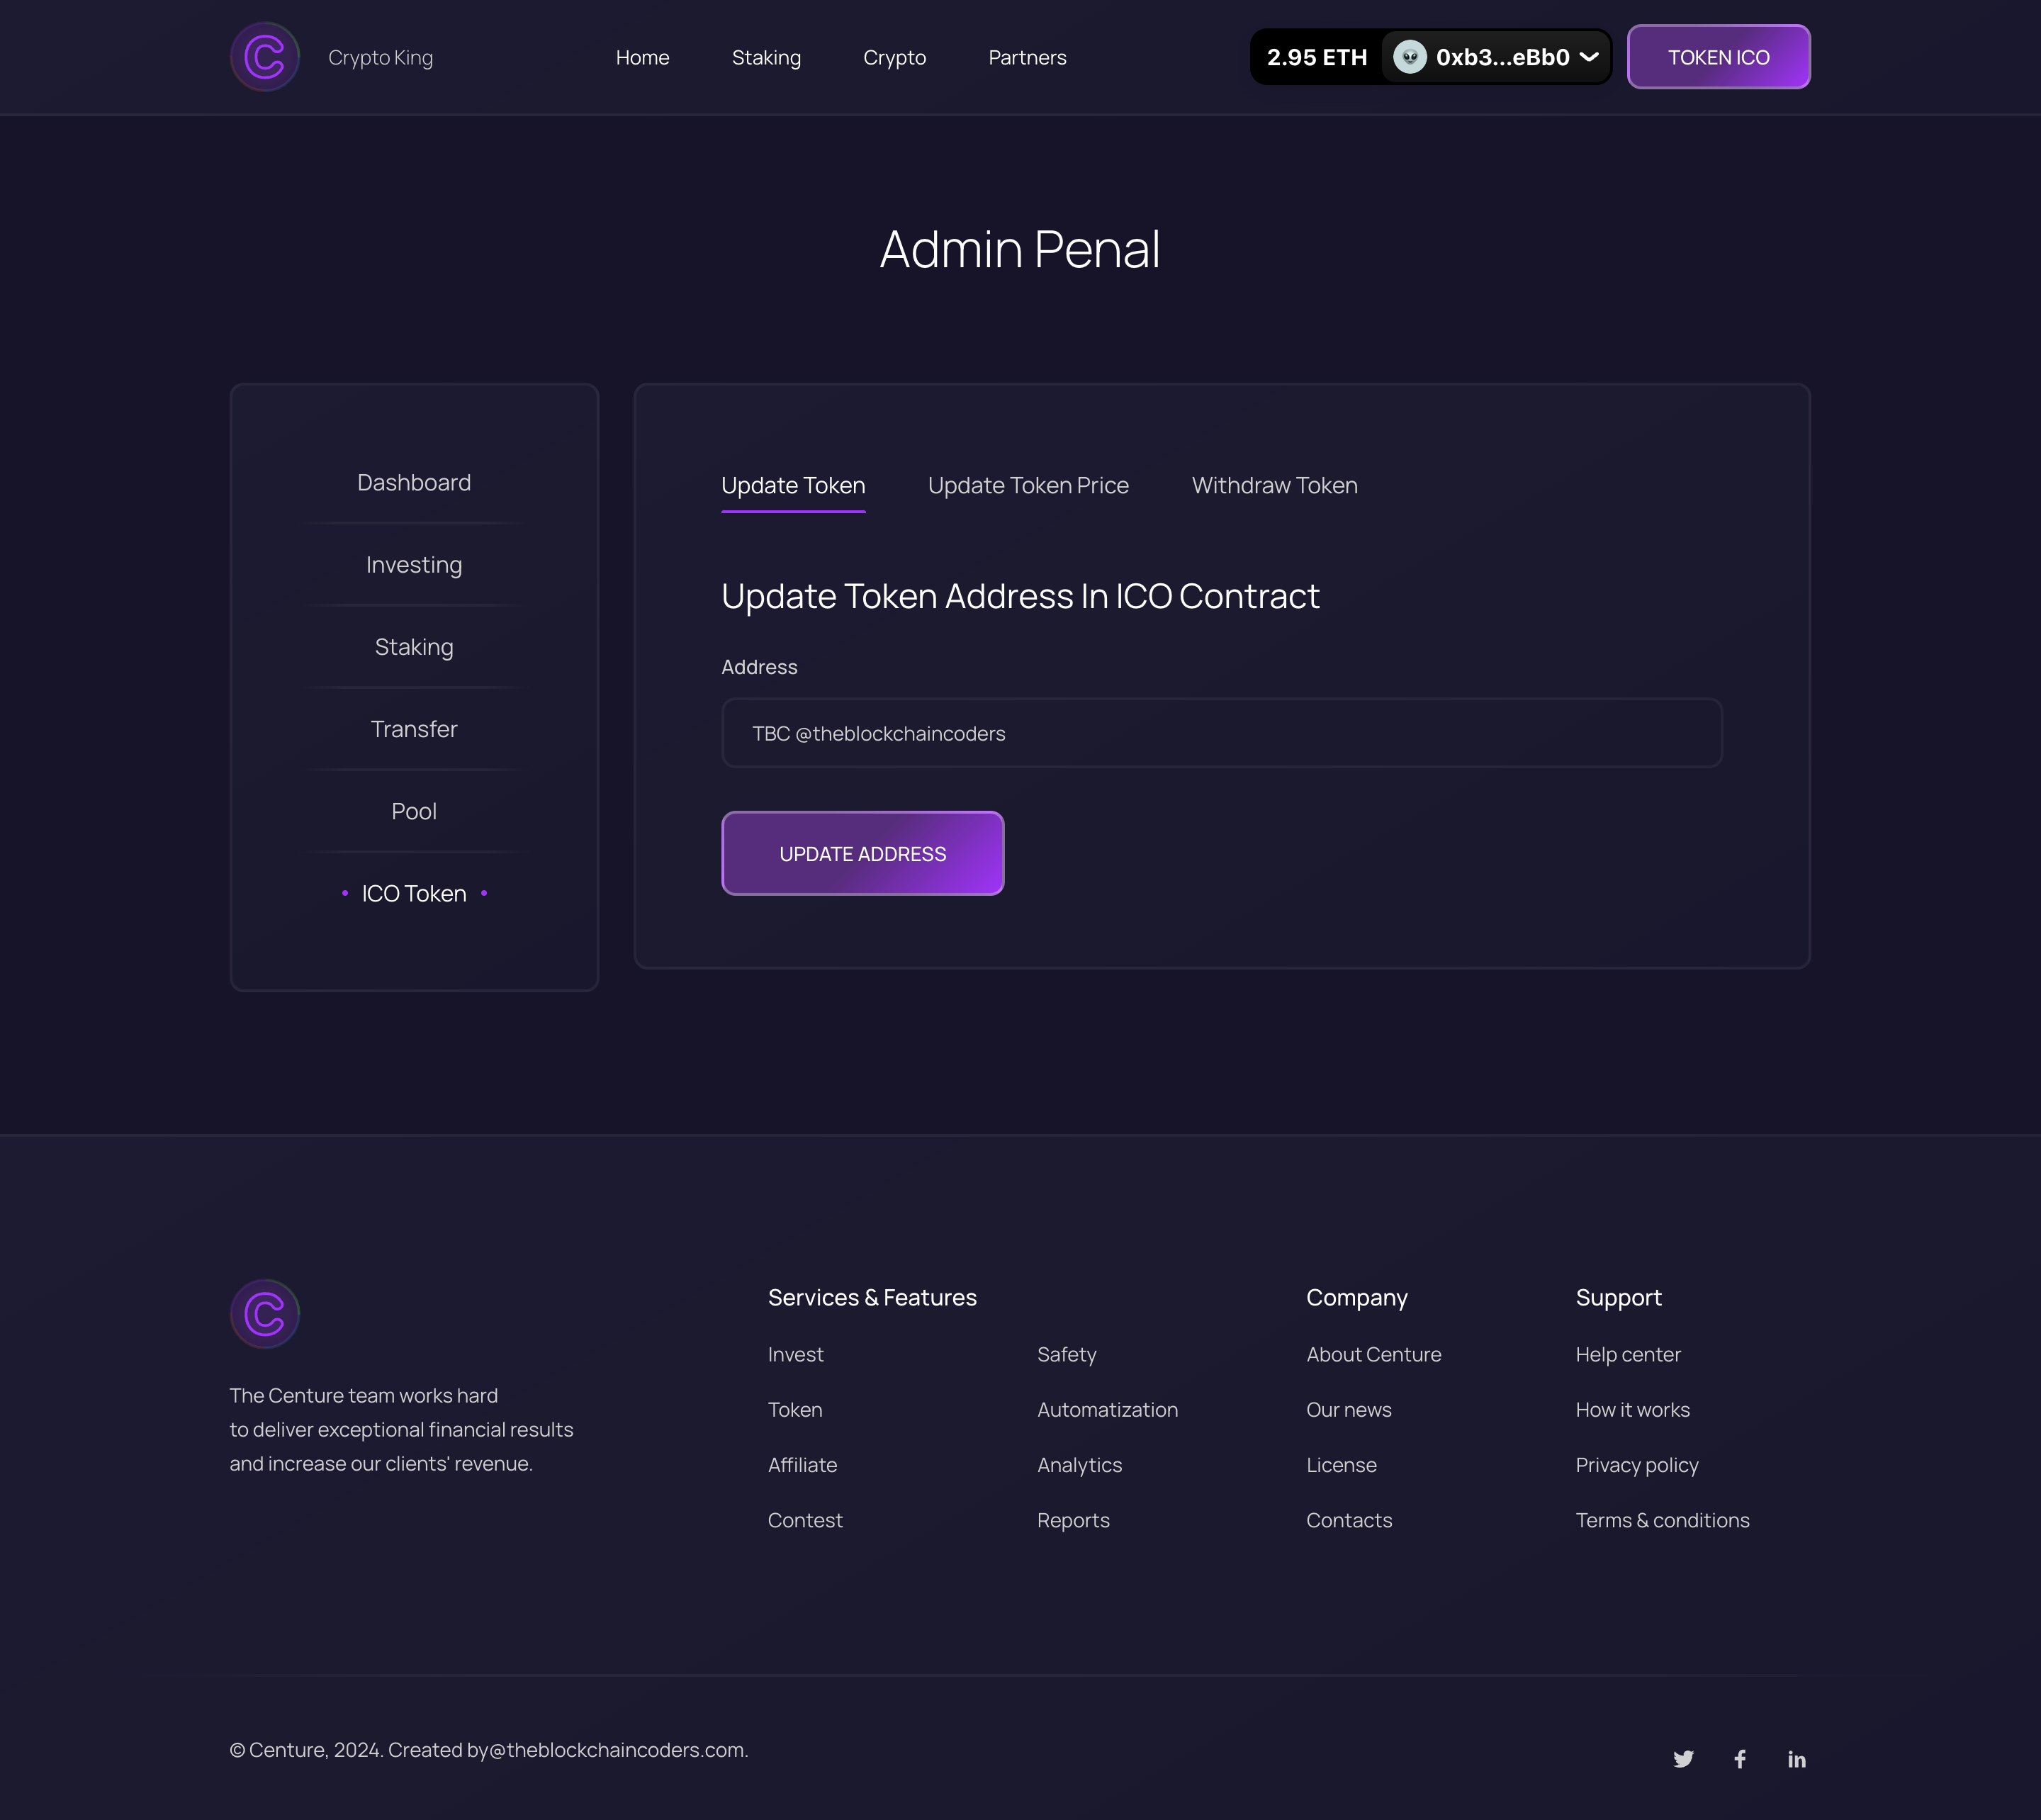 Crypto King
Home
Staking
Crypto
Partners
2.95 ETH
0xb3...eBb0
TOKEN ICO
Admin Penal
Dashboard
Investing
Staking
Transfer
Pool
ICO Token
Update Token
Update Token Price
Withdraw Token
Update Token Address In ICO Contract
Address
TBC @theblockchaincoders
UPDATE ADDRESS
The Centure team works hard
to deliver exceptional financial results
and increase our clients' revenue.
Services & Features
Invest
Token
Affiliate
Contest
Safety
Automatization
Analytics
Reports
Company
About Centure
Our news
License
Contacts
Support
Help center
How it works
Privacy policy
Terms & conditions
© Centure, 2024. Created by@theblockchaincoders.com.